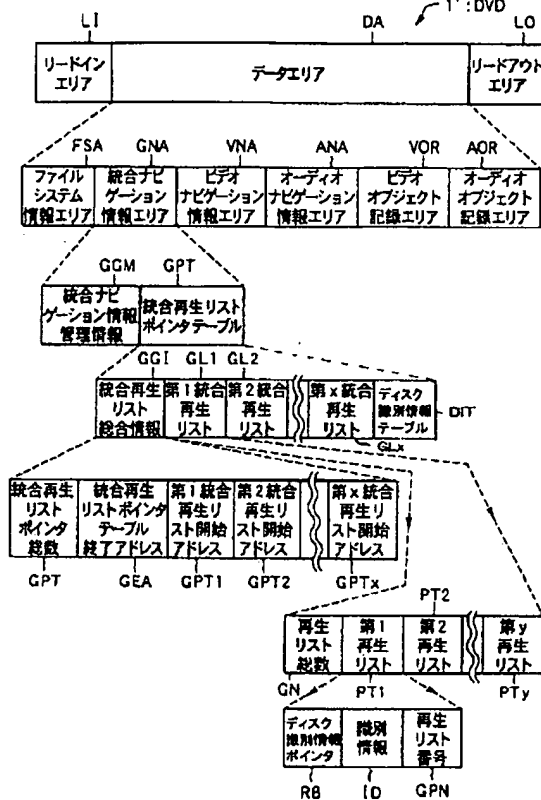 1':DVD
LI DA LO
リードイン
エリア
データエリア
リードアウト
エリア
FSA GNA VNA ANA VOR AOR
ファイル
システム
情報エリア
統合ナビ
ゲーション
情報エリア
ビデオ
ナビゲーション
情報エリア
オーディオ
ナビゲーション
情報エリア
ビデオ
オブジェクト
記録エリア
オーディオ
オブジェクト
記録エリア
GGM GPT
統合ナビ
ゲーション情報
管理情報
統合再生リスト
ポインタテーブル
GGI GL1 GL2
統合再生
リスト
総合情報
第1統合
再生
リスト
第2統合
再生
リスト
第x統合
再生
リスト
ディスク
識別情報
テーブル
DIT
GLx
統合再生
リスト
ポインタ
総数
統合再生
リストポインタ
テーブル
終了アドレス
第1統合
再生リ
スト開始
アドレス
第2統合
再生リ
スト開始
アドレス
第x統合
再生リ
スト開始
アドレス
GPT GEA GPT1 GPT2 GPTx
PT2
再生
リスト
総数
第1
再生
リスト
第2
再生
リスト
第y
再生
リスト
GN PT1 PTy
ディスク
識別情報
ポインタ
識別
情報
再生
リスト
番号
RB ID GPN